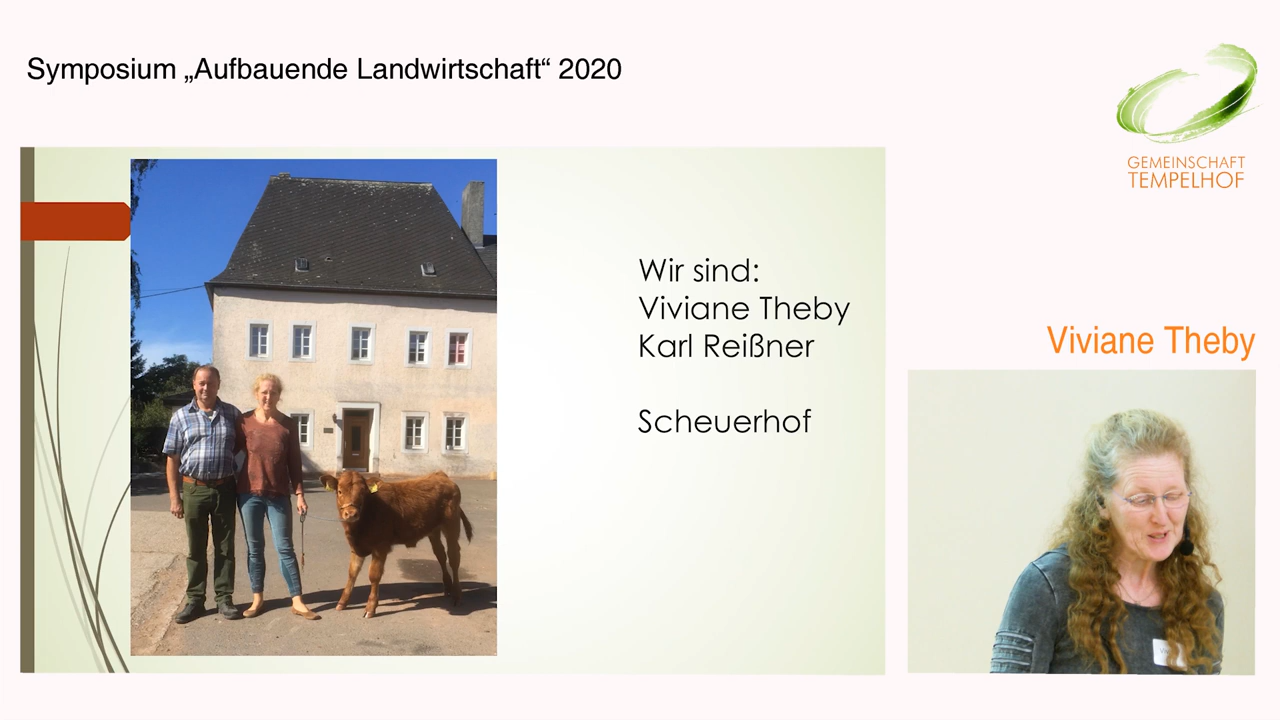 Symposium „Aufbauende Landwirtschaft“ 2020
GEMEINSCHAFT
TEMPELHOF
Wir sind:
Viviane Theby
Karl Reißner
Scheuerhof
Viviane Theby